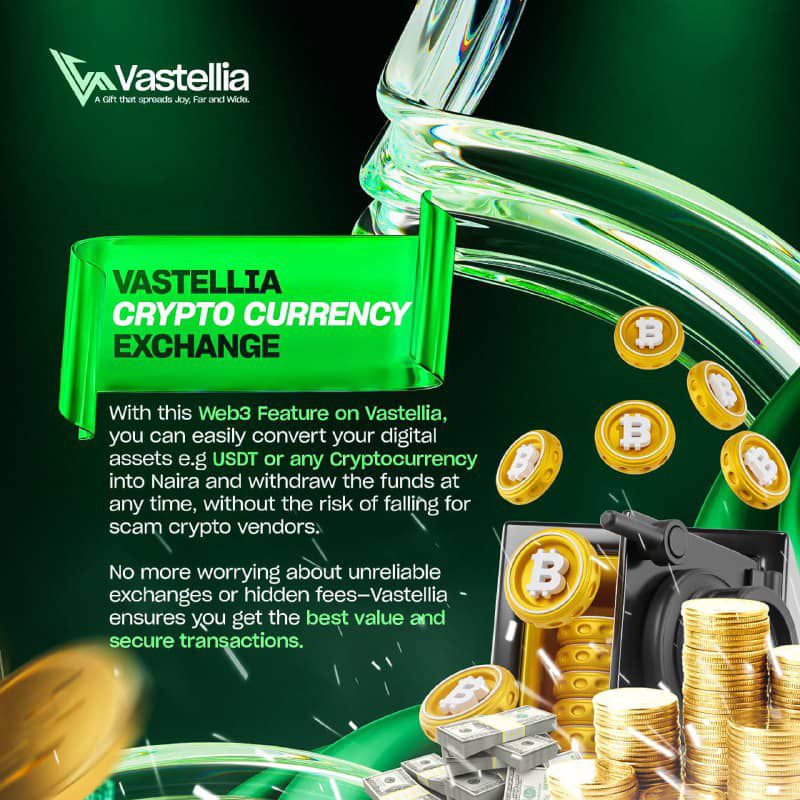 Vastellia
A Gift that spreads Joy, Far and Wide.
VASTELLIA
CRYPTO CURRENCY
EXCHANGE
With this Web3 Feature on Vastellia,
you can easily convert your digital
assets e.g USDT or any Cryptocurrency
into Naira and withdraw the funds at
any time, without the risk of falling for
scam crypto vendors.
No more worrying about unreliable
exchanges or hidden fees–Vastellia
ensures you get the best value and
secure transactions.